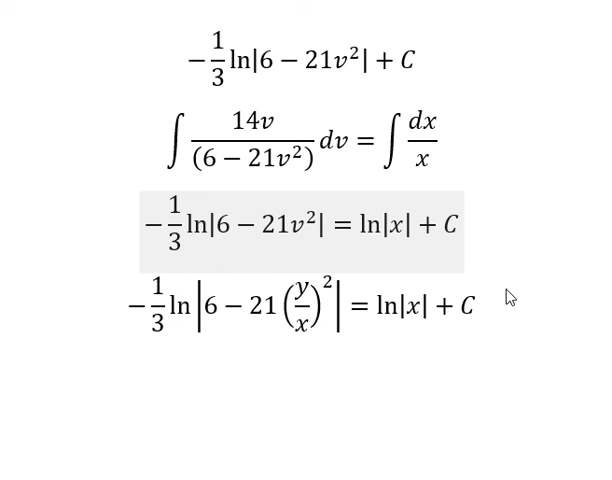 −1/3 ln|6 − 21v²| + C
∫ 14v/(6 − 21v²) dv = ∫ dx/x
−1/3 ln|6 − 21v²| = ln|x| + C
−1/3 ln|6 − 21(y/x)²| = ln|x| + C